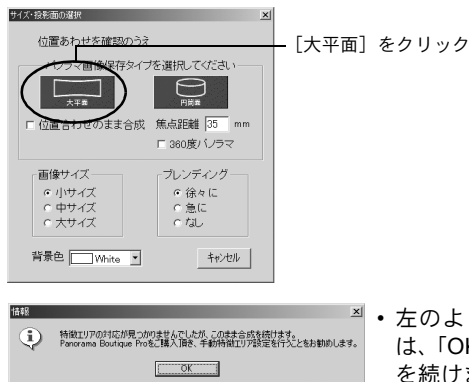 サイズ・投影面の選択
位置あわせを確認のうえ
パノラマ画像保存タイプを選択してください
大平面
円筒面
位置合わせのまま合成 焦点距離 35 mm
360度パノラマ
画像サイズ
小サイズ
中サイズ
大サイズ
ブレンディング
徐々に
急に
なし
背景色 White
キャンセル
[大平面]をクリック
情報
特徴エリアの対応が見つかりませんでしたが、このまま合成を続けます。
Panorama Boutique Proをご購入頂き、手動特徴エリア設定を行うことをお勧めします。
OK
• 左のよ
は、「O
を続け